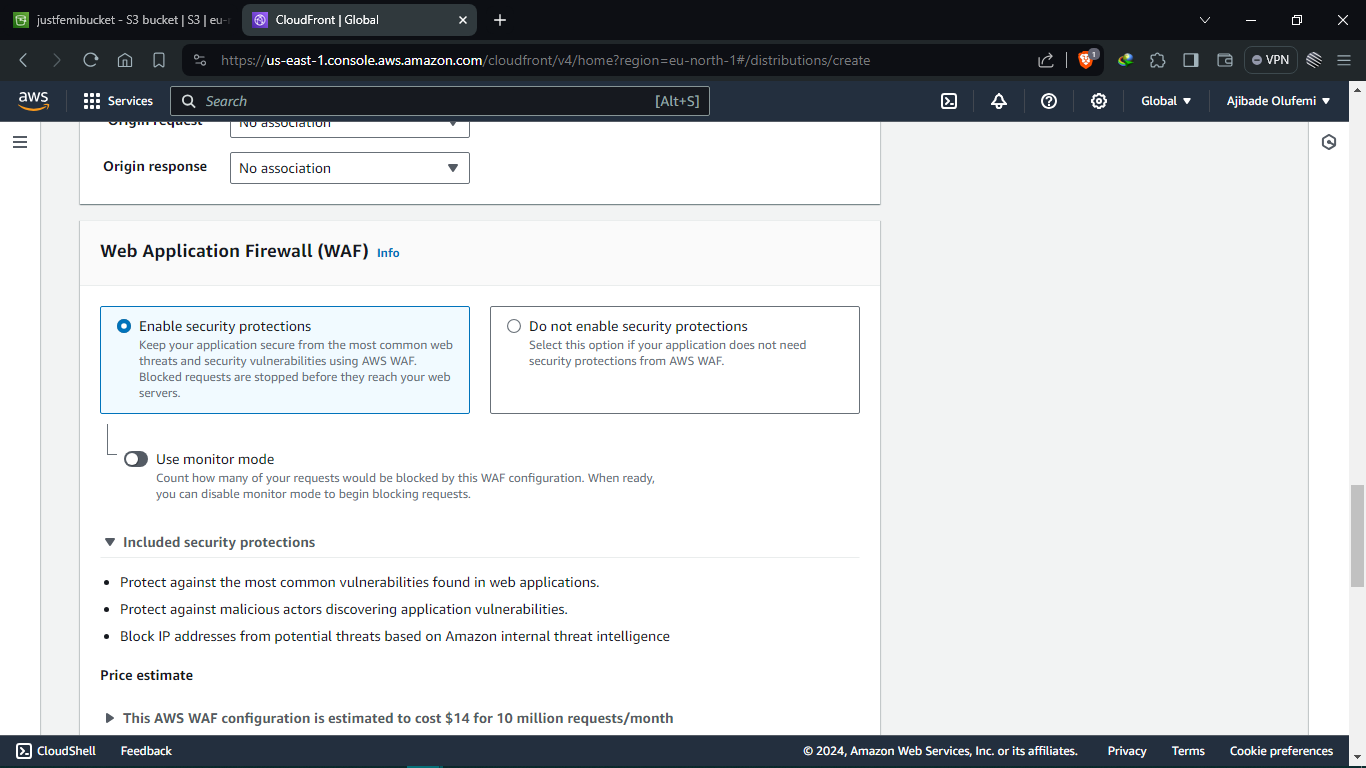 justfemibucket - S3 bucket | S3 | eu-
CloudFront | Global
https://us-east-1.console.aws.amazon.com/cloudfront/v4/home?region=eu-north-1#/distributions/create
1
VPN
aws
Services
Search
[Alt+S]
Global
Ajibade Olufemi
Origin request
No association
Origin response
No association
Web Application Firewall (WAF) Info
Enable security protections
Keep your application secure from the most common web
threats and security vulnerabilities using AWS WAF.
Blocked requests are stopped before they reach your web
servers.
Do not enable security protections
Select this option if your application does not need
security protections from AWS WAF.
Use monitor mode
Count how many of your requests would be blocked by this WAF configuration. When ready,
you can disable monitor mode to begin blocking requests.
Included security protections
Protect against the most common vulnerabilities found in web applications.
Protect against malicious actors discovering application vulnerabilities.
Block IP addresses from potential threats based on Amazon internal threat intelligence
Price estimate
This AWS WAF configuration is estimated to cost $14 for 10 million requests/month
CloudShell
Feedback
© 2024, Amazon Web Services, Inc. or its affiliates.
Privacy
Terms
Cookie preferences